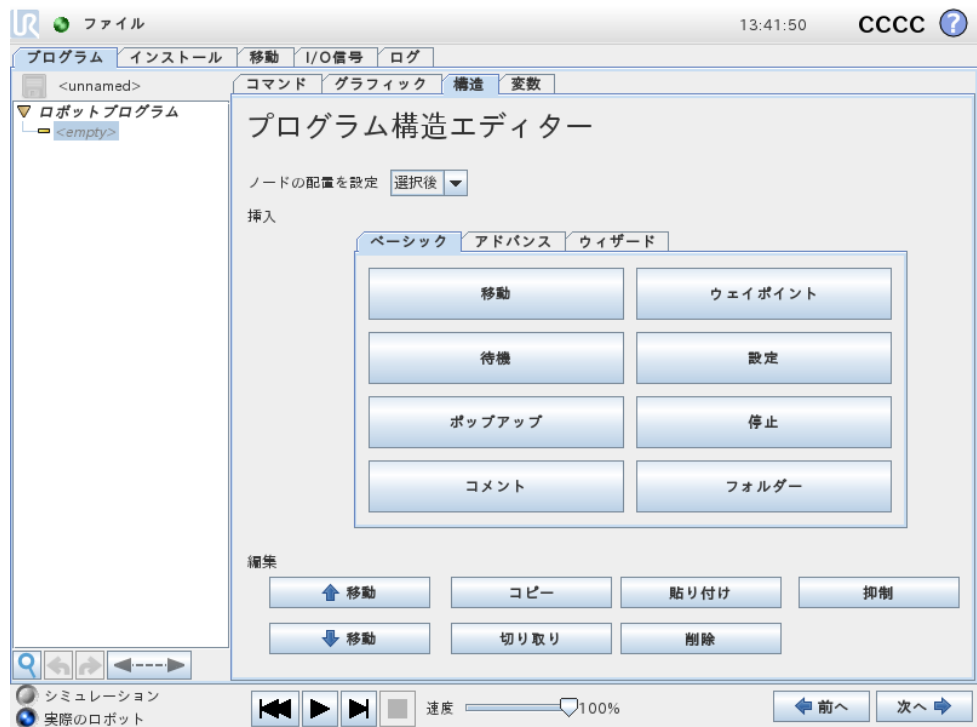 UR ファイル 13:41:50 CCCC ?
プログラム インストール 移動 I/O信号 ログ
<unnamed>
コマンド グラフィック 構造 変数
ロボットプログラム
<empty>
プログラム構造エディター
ノードの配置を設定 選択後
挿入
ベーシック アドバンス ウィザード
移動 ウェイポイント
待機 設定
ポップアップ 停止
コメント フォルダー
編集
移動 コピー 貼り付け 抑制
移動 切り取り 削除
シミュレーション
実際のロボット
速度 100% 前へ 次へ